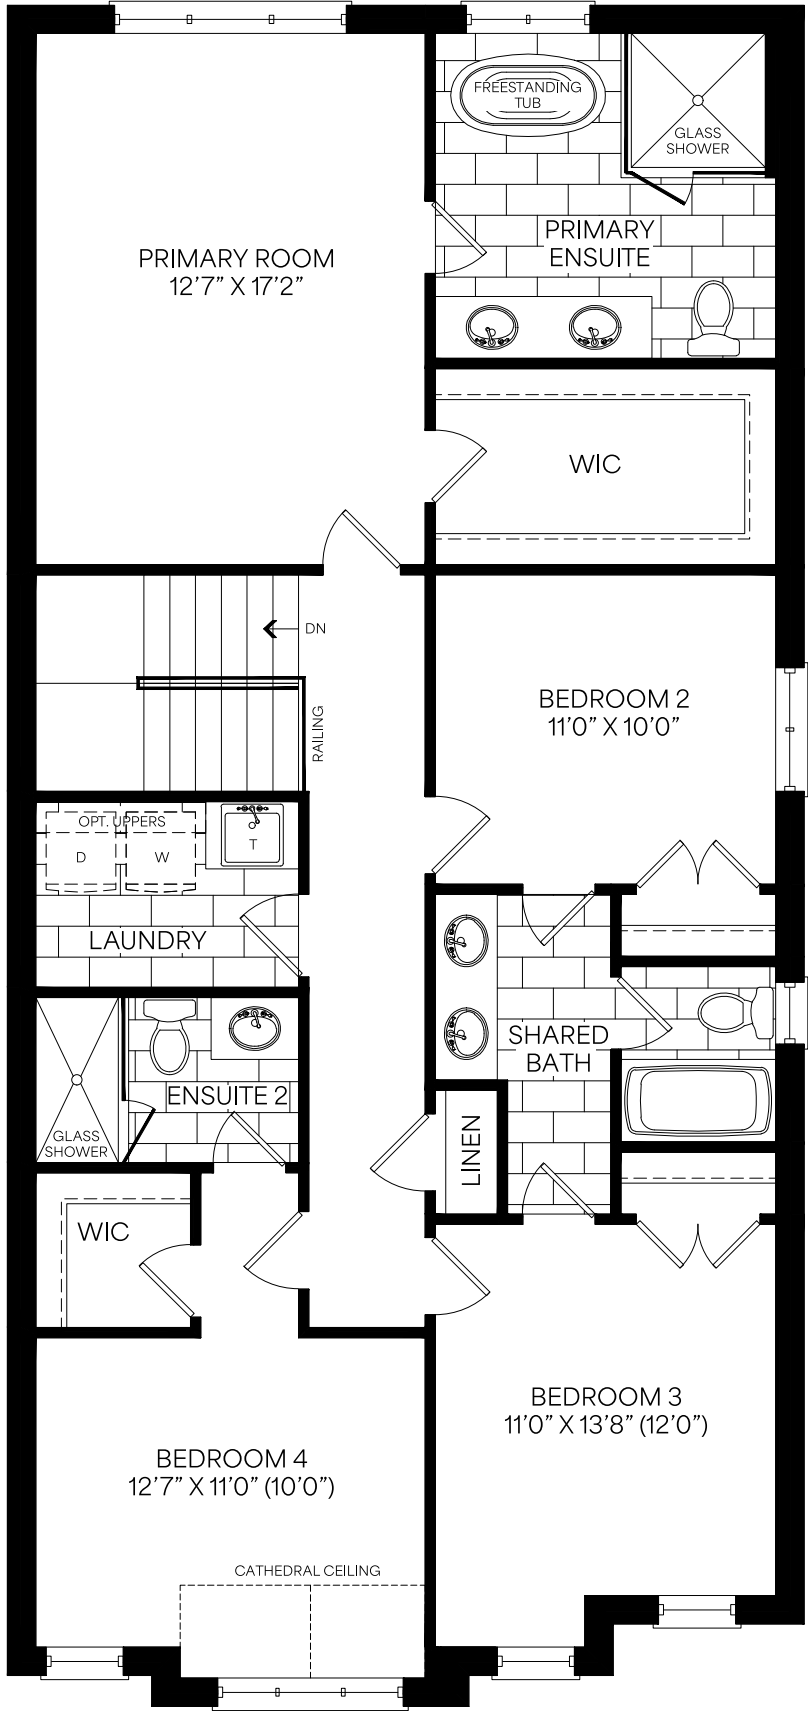 FREESTANDING
TUB
GLASS
SHOWER
PRIMARY
ENSUITE
PRIMARY ROOM
12’7” X 17’2”
WIC
DN
RAILING
BEDROOM 2
11’0” X 10’0”
OPT. UPPERS
D
W
T
LAUNDRY
SHARED
BATH
ENSUITE 2
GLASS
SHOWER
LINEN
WIC
BEDROOM 3
11’0” X 13’8” (12’0”)
BEDROOM 4
12’7” X 11’0” (10’0”)
CATHEDRAL CEILING